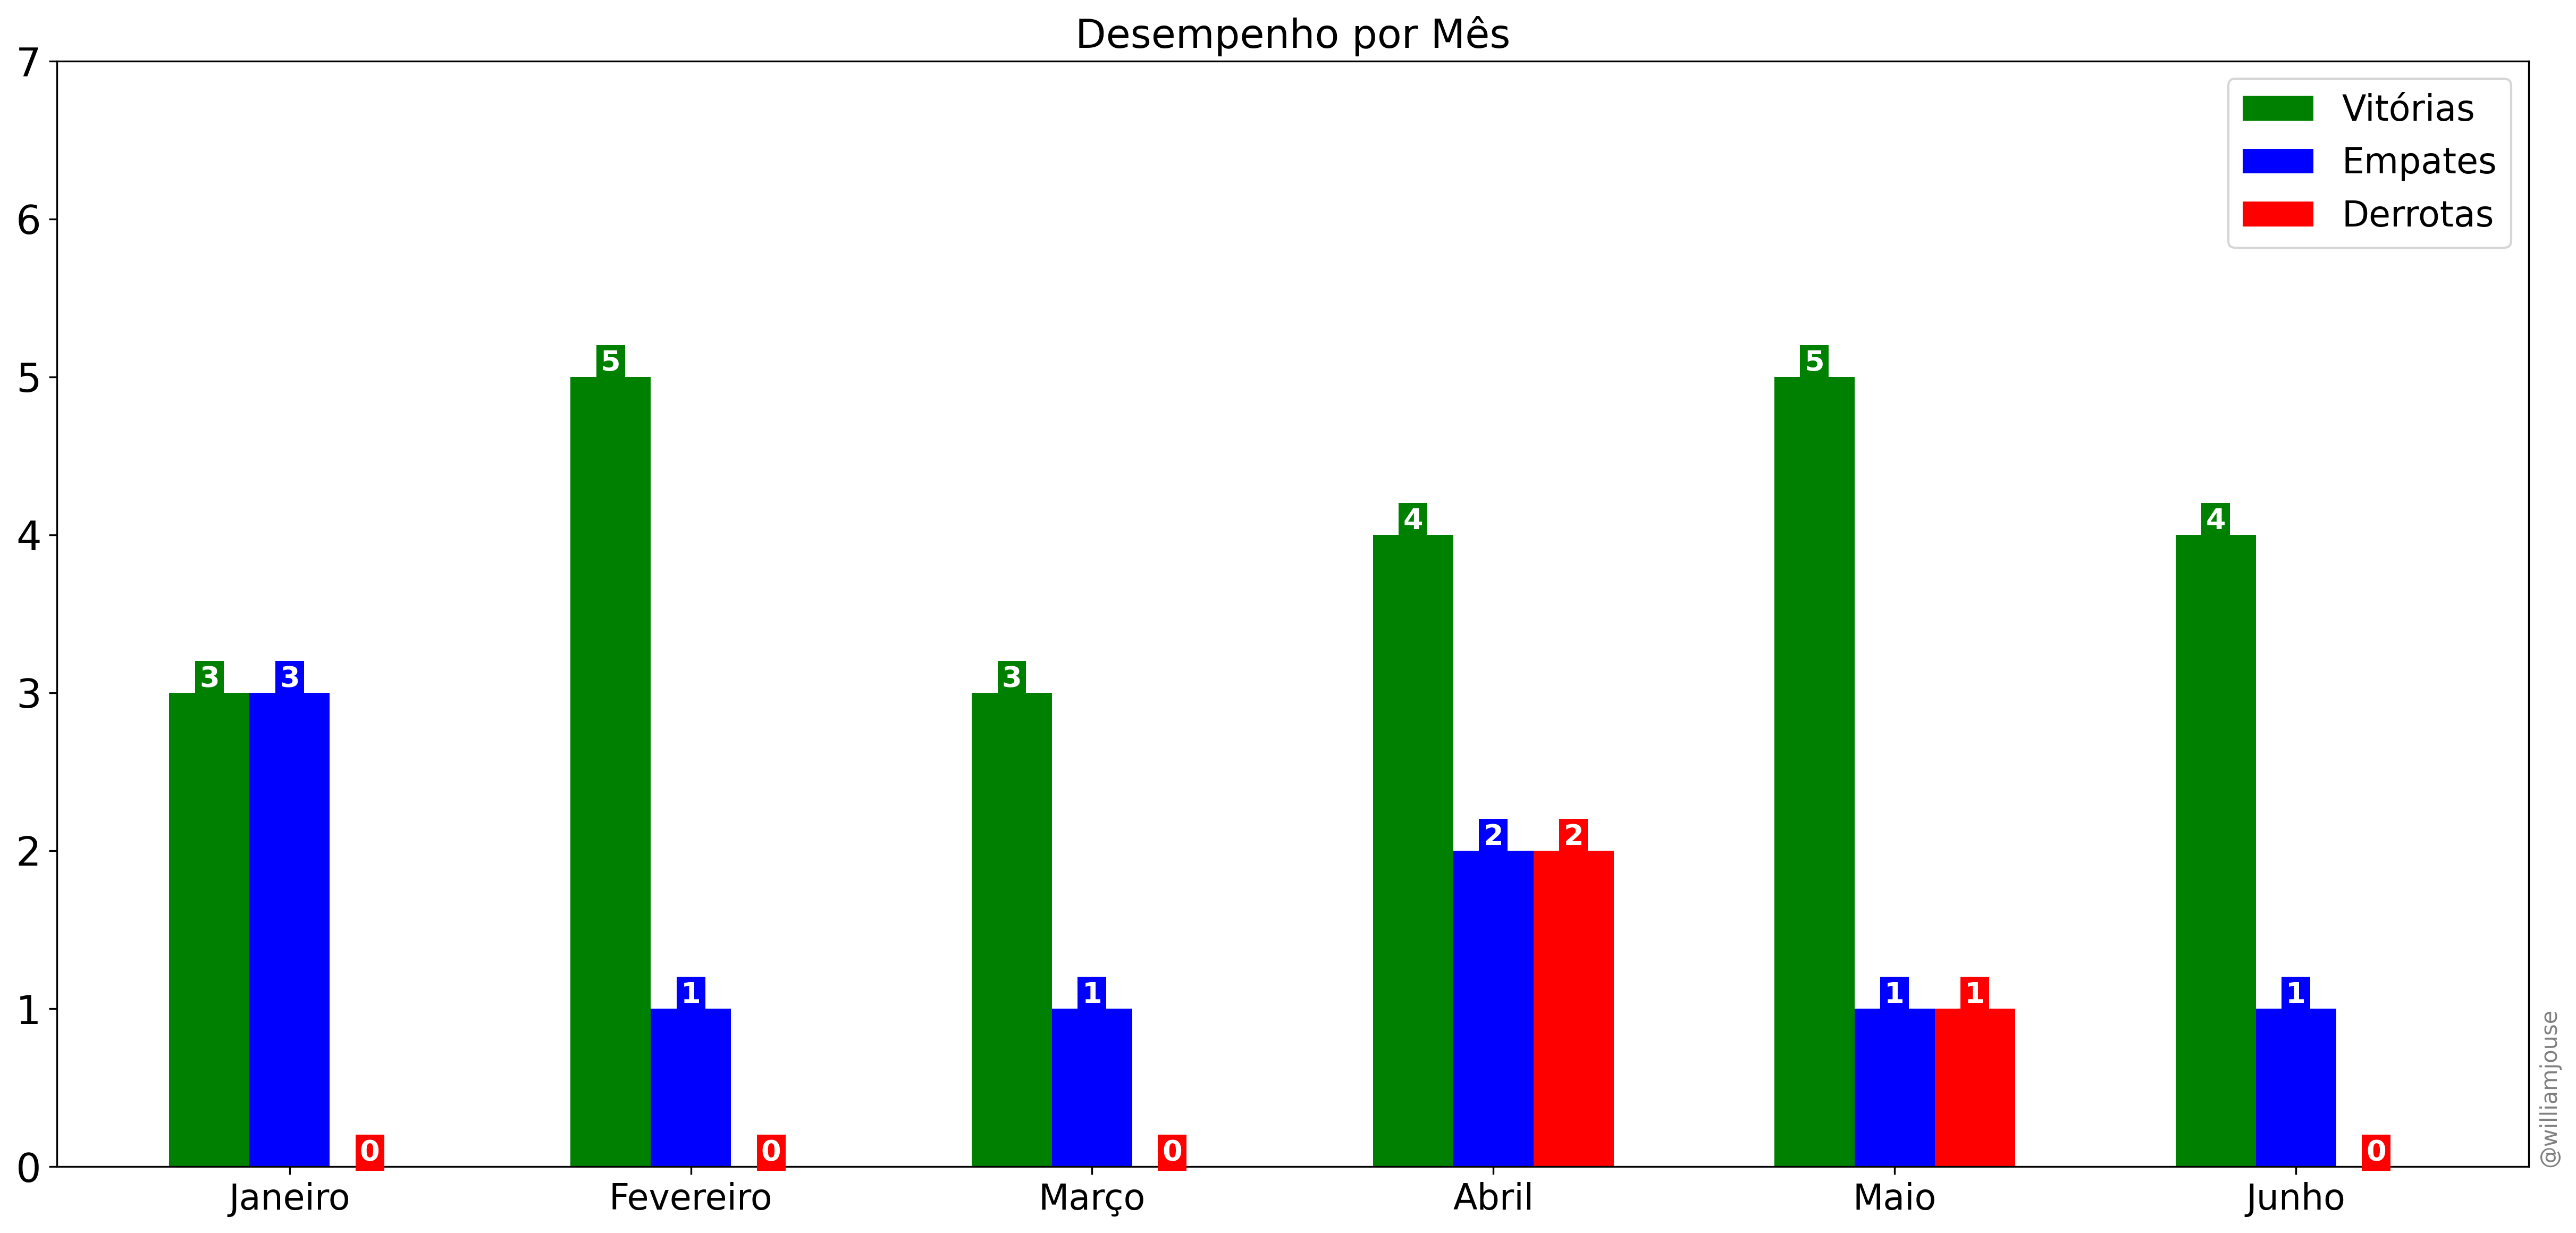 Desempenho por Mês
7
6
5
4
3
2
1
0
Vitórias
Empates
Derrotas
3 3 0
5 1 0
3 1 0
4 2 2
5 1 1
4 1 0
Janeiro Fevereiro Março Abril Maio Junho
@williamjouse